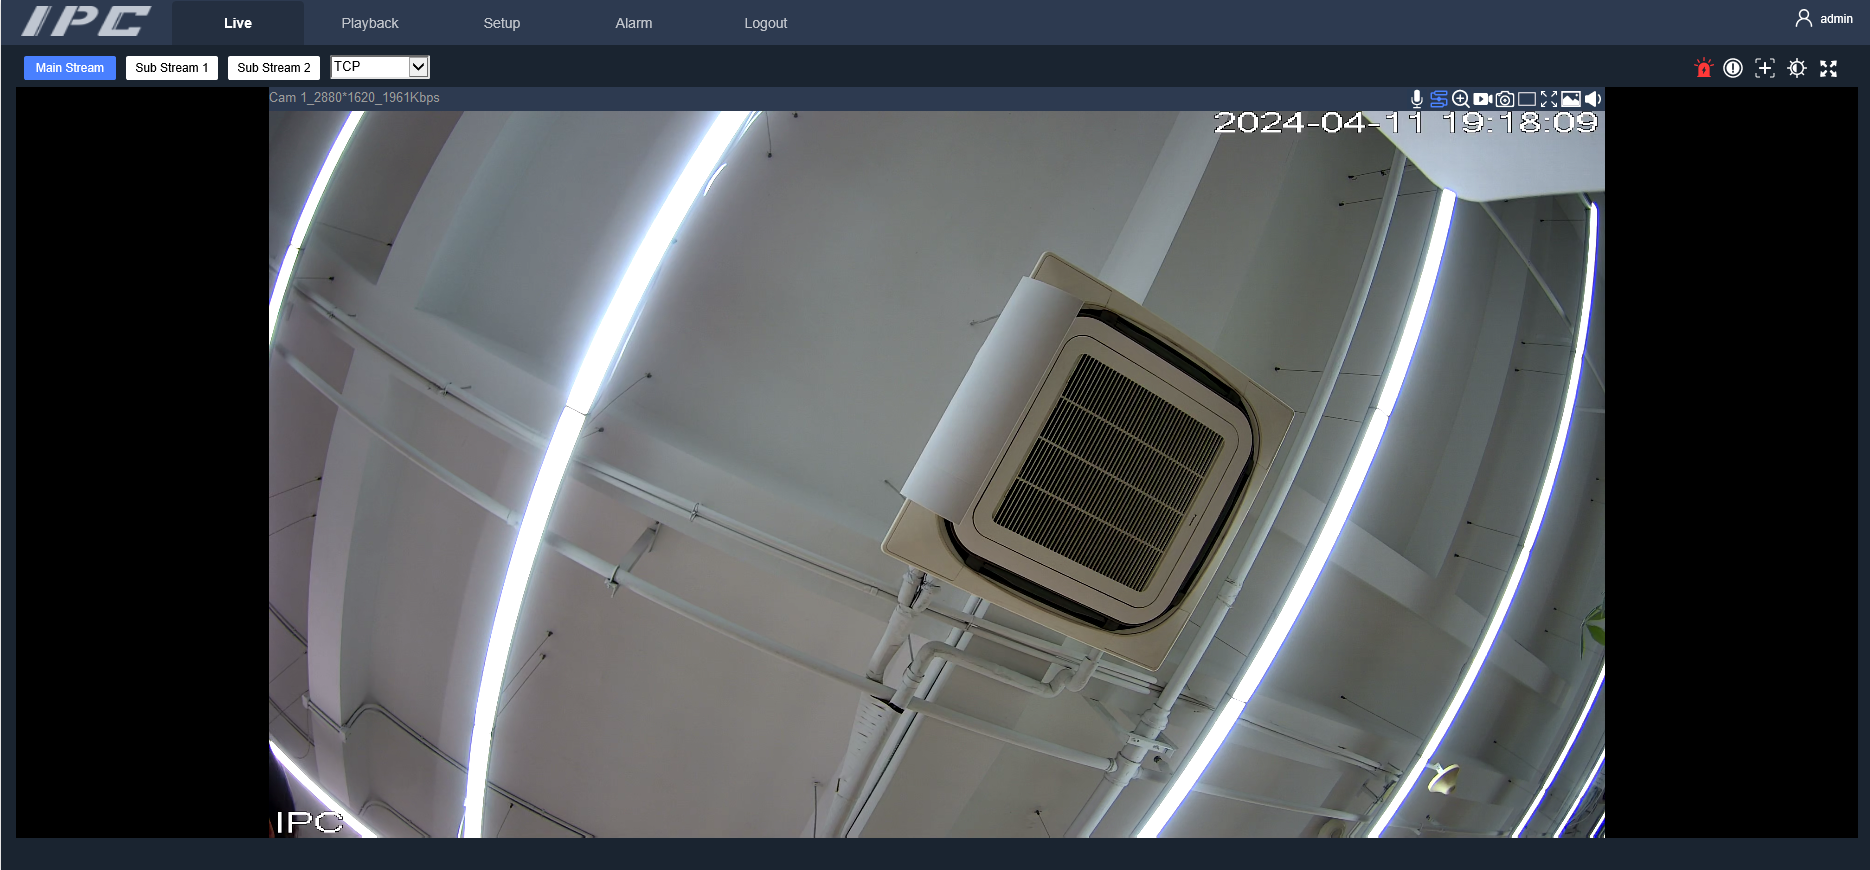 IPC
Live
Playback
Setup
Alarm
Logout
admin
Main Stream
Sub Stream 1
Sub Stream 2
TCP
Cam 1_2880*1620_1961Kbps
2024-04-11 19:18:09
IPC